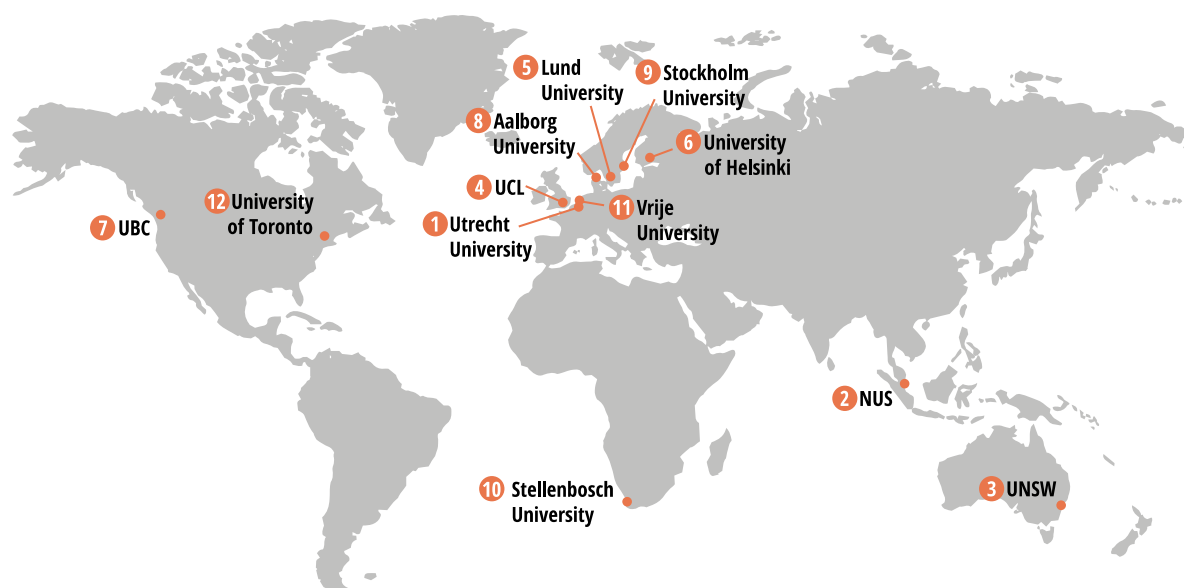 5 Lund
University
9 Stockholm
University
8 Aalborg
University
6 University
of Helsinki
4 UCL
12 University
of Toronto
11 Vrije
University
7 UBC
1 Utrecht
University
2 NUS
10 Stellenbosch
University
3 UNSW